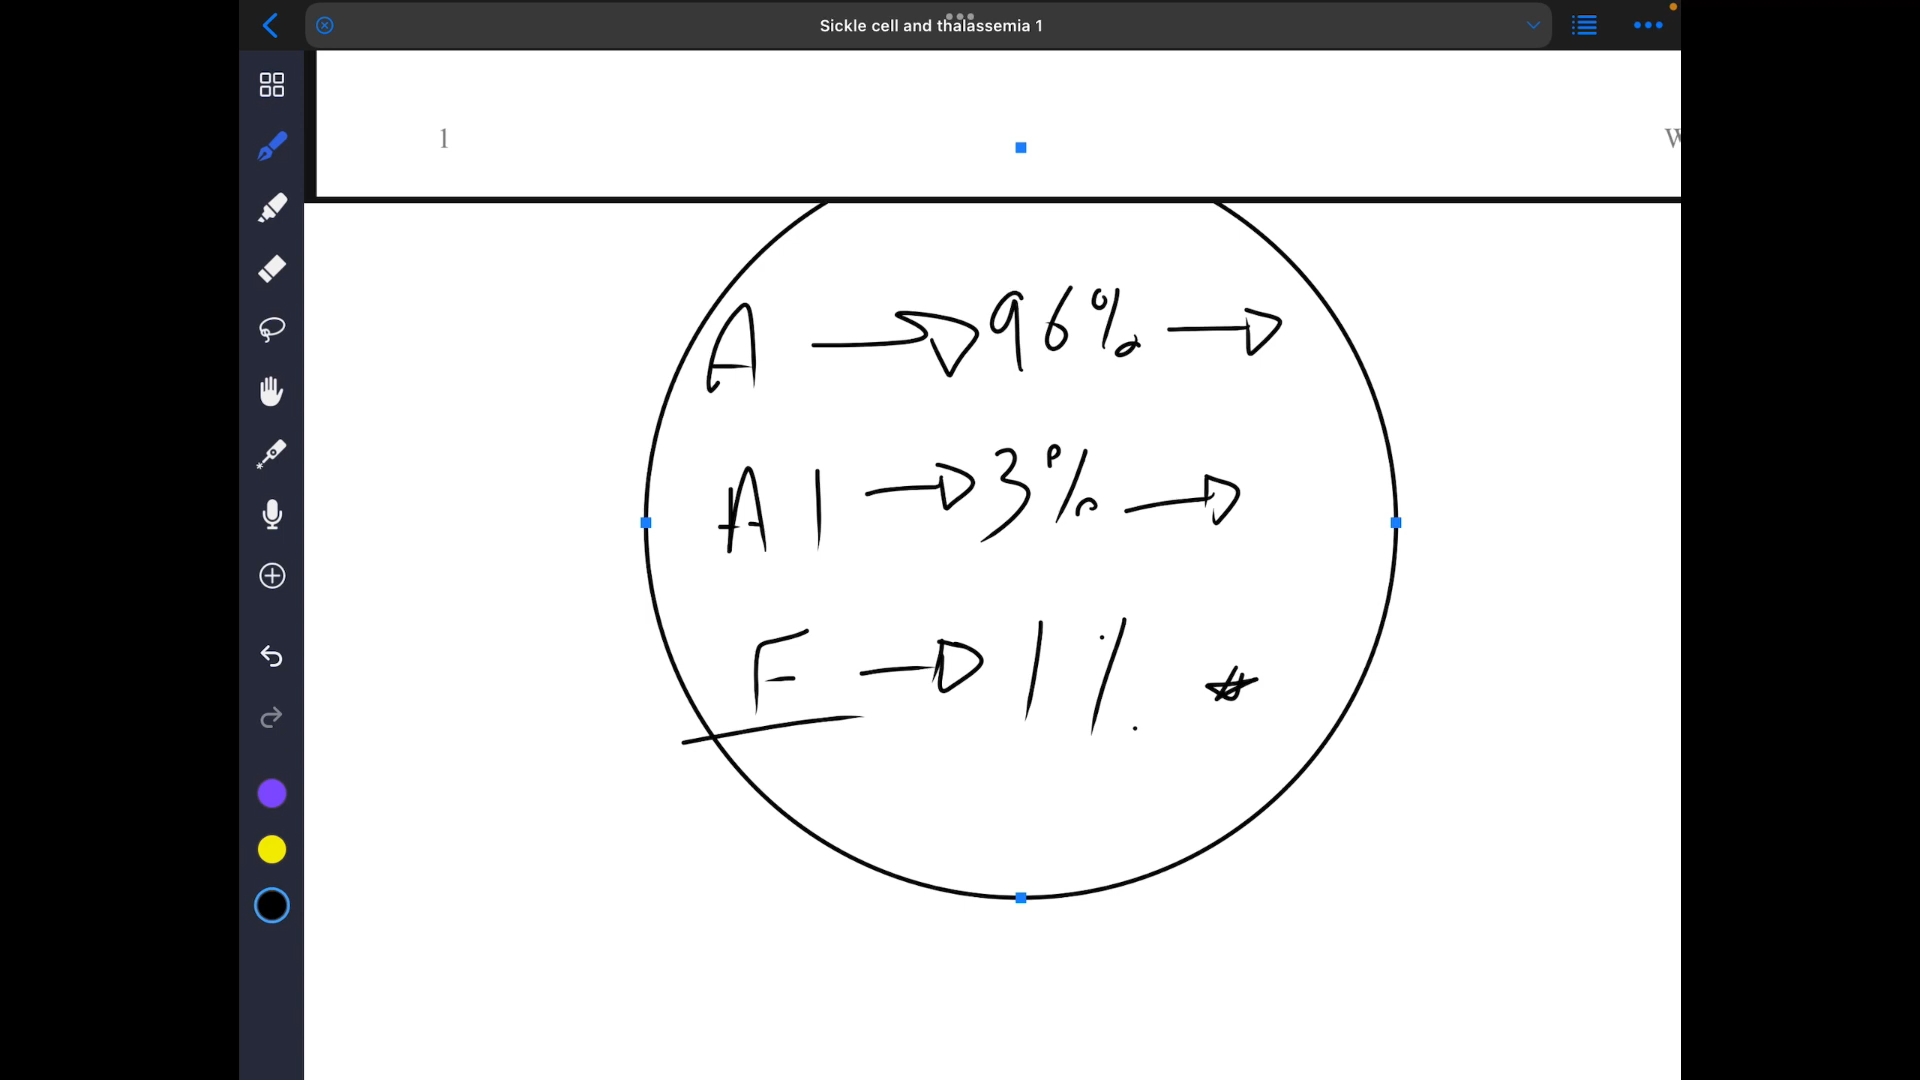 Sickle cell and thalassemia 1
1
W
A → 96% →
A1 → 3% →
F → 1% *